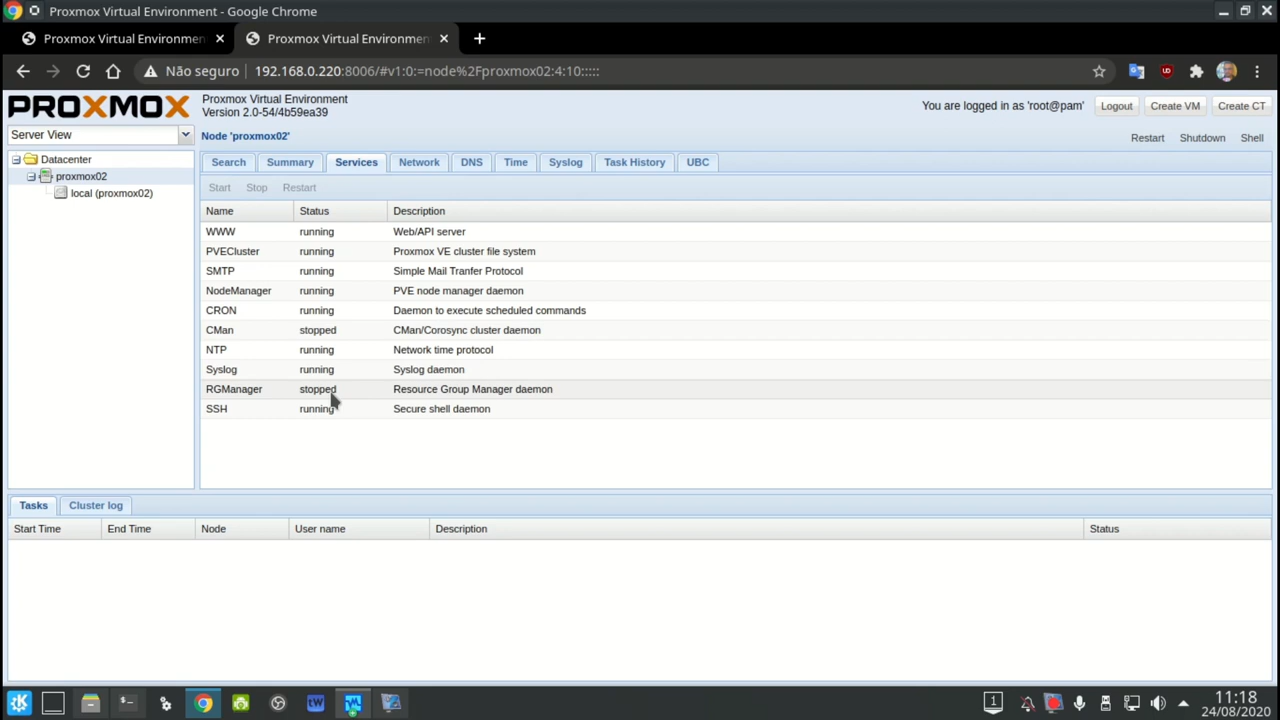 Proxmox Virtual Environment - Google Chrome
Proxmox Virtual Environmen
Proxmox Virtual Environmen
Não seguro 192.168.0.220:8006/#v1:0:=node%2Fproxmox02:4:10:::::
PROXMOX
Proxmox Virtual Environment
Version 2.0-54/4b59ea39
You are logged in as 'root@pam' Logout Create VM Create CT
Server View
Node 'proxmox02' Restart Shutdown Shell
Datacenter
proxmox02
local (proxmox02)
Search Summary Services Network DNS Time Syslog Task History UBC
Start Stop Restart
Name Status Description
WWW running Web/API server
PVECluster running Proxmox VE cluster file system
SMTP running Simple Mail Tranfer Protocol
NodeManager running PVE node manager daemon
CRON running Daemon to execute scheduled commands
CMan stopped CMan/Corosync cluster daemon
NTP running Network time protocol
Syslog running Syslog daemon
RGManager stopped Resource Group Manager daemon
SSH running Secure shell daemon
Tasks Cluster log
Start Time End Time Node User name Description Status
1
11:18
24/08/2020